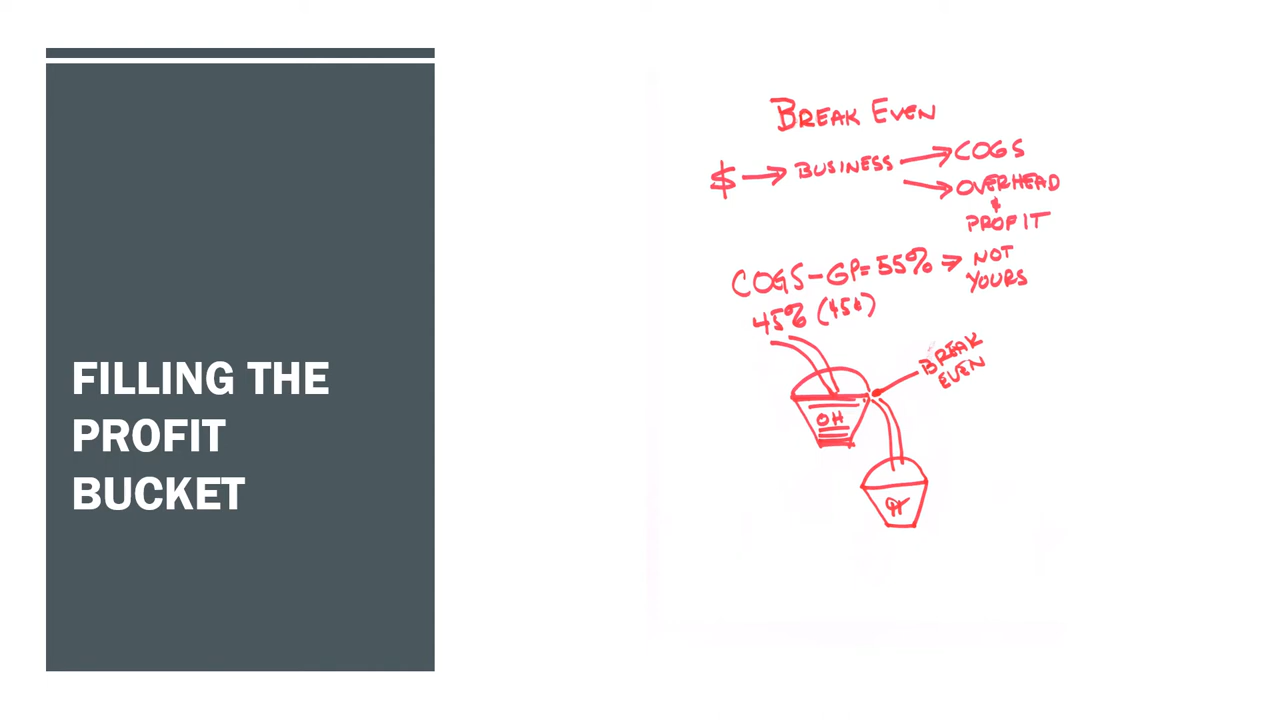 FILLING THE
PROFIT
BUCKET
BREAK EVEN
$ → BUSINESS → COGS
→ OVERHEAD
&
PROFIT
COGS - GP = 55% → NOT
YOURS
45% (45¢)
BREAK
EVEN
OH